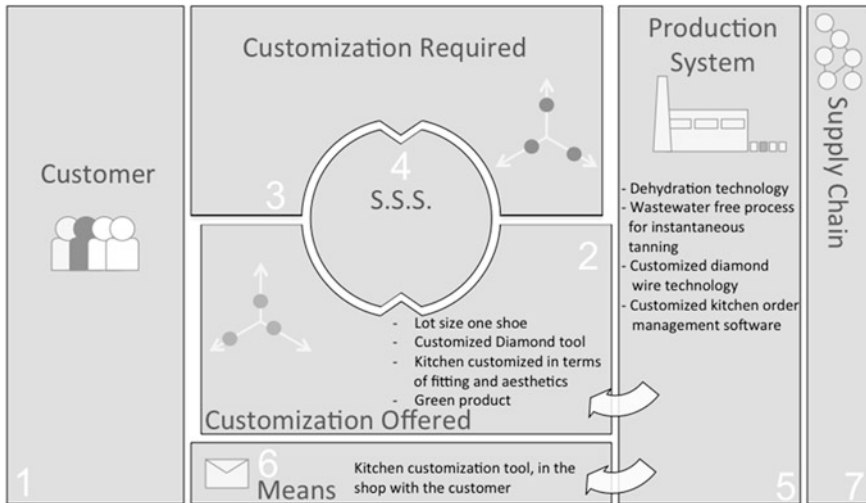 Customer
1
Customization Required
3
4
S.S.S.
2
- Lot size one shoe
- Customized Diamond tool
- Kitchen customized in terms
of fitting and aesthetics
- Green product
Customization Offered
6
Means
Kitchen customization tool, in the
shop with the customer
Production
System
- Dehydration technology
- Wastewater free process
for instantaneous
tanning
- Customized diamond
wire technology
- Customized kitchen order
management software
5
Supply Chain
7